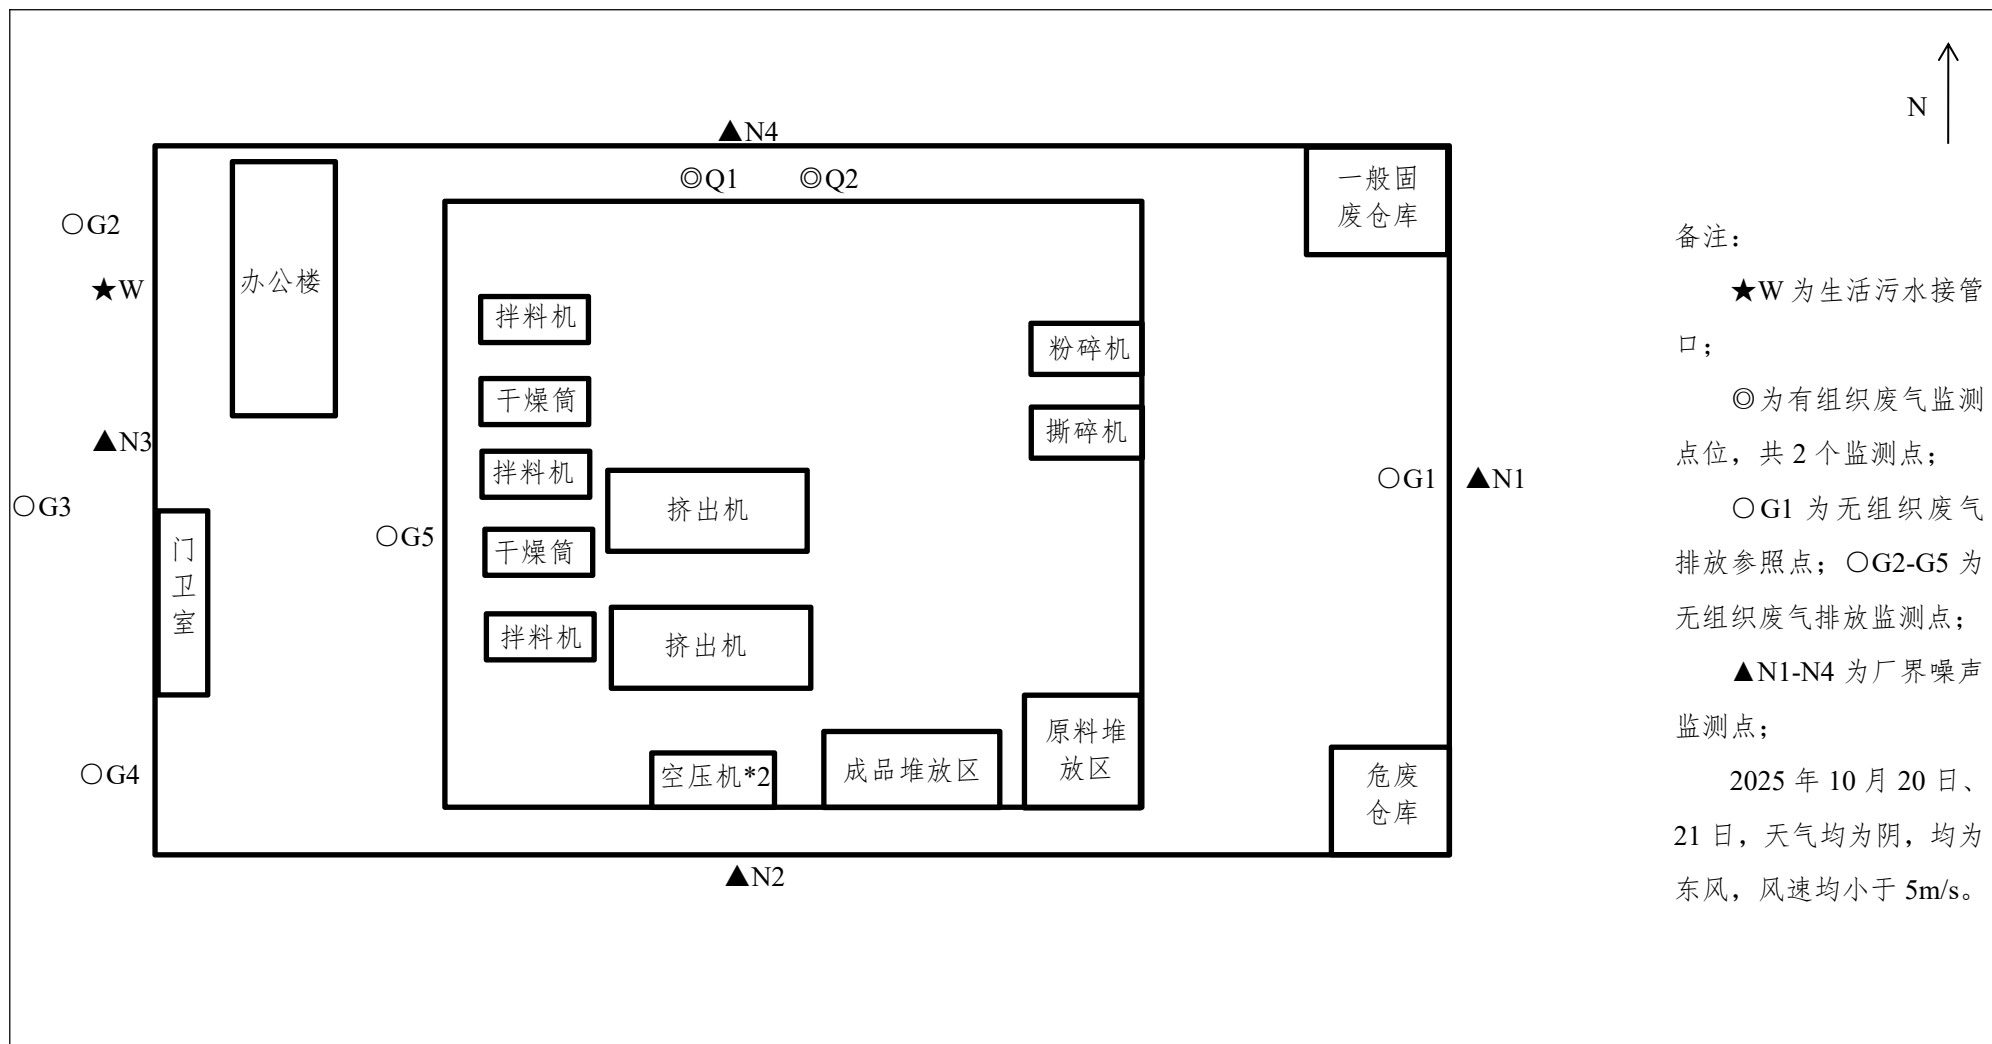 N
▲N4
◎Q1
◎Q2
一般固
废仓库
○G2
★W
办公楼
拌料机
粉碎机
干燥筒
撕碎机
▲N3
拌料机
○G1
▲N1
○G3
挤出机
○G5
干燥筒
门
卫
室
拌料机
挤出机
原料堆
放区
○G4
空压机*2
成品堆放区
危废
仓库
▲N2
备注：
★W 为生活污水接管
口；
◎为有组织废气监测
点位，共 2 个监测点；
○G1 为无组织废气
排放参照点；○G2-G5 为
无组织废气排放监测点；
▲N1-N4 为厂界噪声
监测点；
2025 年 10 月 20 日、
21 日，天气均为阴，均为
东风，风速均小于 5m/s。